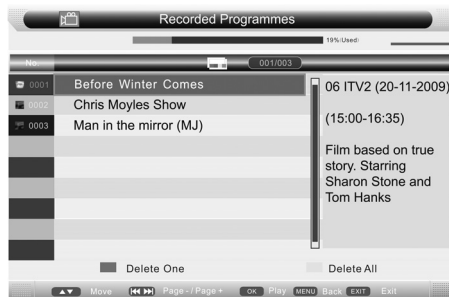 Recorded Programmes
19%(Used)
No.
001/003
0001 Before Winter Comes
0002 Chris Moyles Show
0003 Man in the mirror (MJ)
06 ITV2 (20-11-2009)
(15:00-16:35)
Film based on true
story. Starring
Sharon Stone and
Tom Hanks
Delete One
Delete All
▲▼ Move ⏮⏭ Page - / Page + OK Play MENU Back EXIT Exit